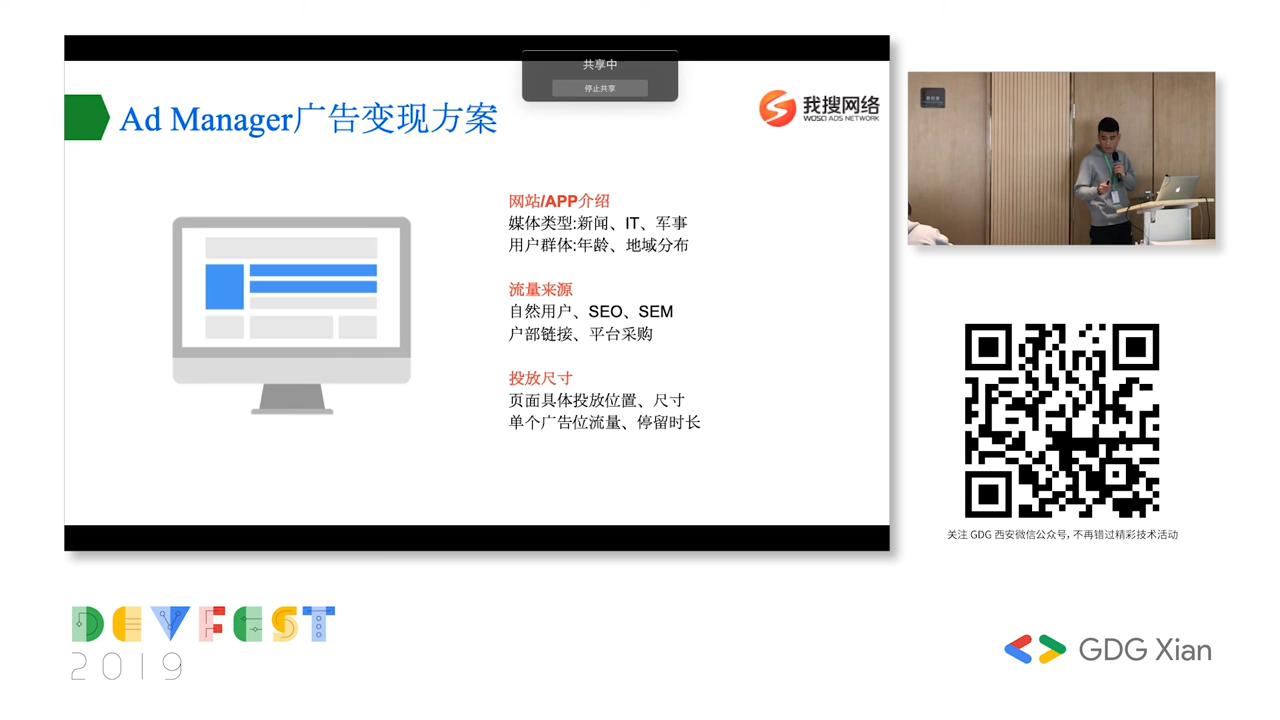 共享中
停止共享
Ad Manager广告变现方案
我搜网络
WOSO ADS NETWORK
网站/APP介绍
媒体类型:新闻、IT、军事
用户群体:年龄、地域分布
流量来源
自然用户、SEO、SEM
户部链接、平台采购
投放尺寸
页面具体投放位置、尺寸
单个广告位流量、停留时长
关注 GDG 西安微信公众号, 不再错过精彩技术活动
DEVFEST
2019
GDG Xian